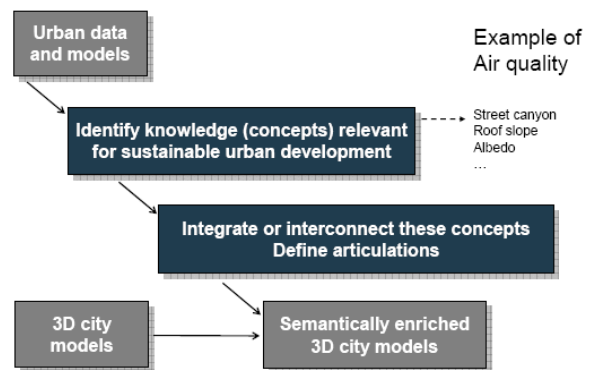 Urban data
and models
Example of
Air quality
Identify knowledge (concepts) relevant
for sustainable urban development
Street canyon
Roof slope
Albedo
…
Integrate or interconnect these concepts
Define articulations
3D city
models
Semantically enriched
3D city models